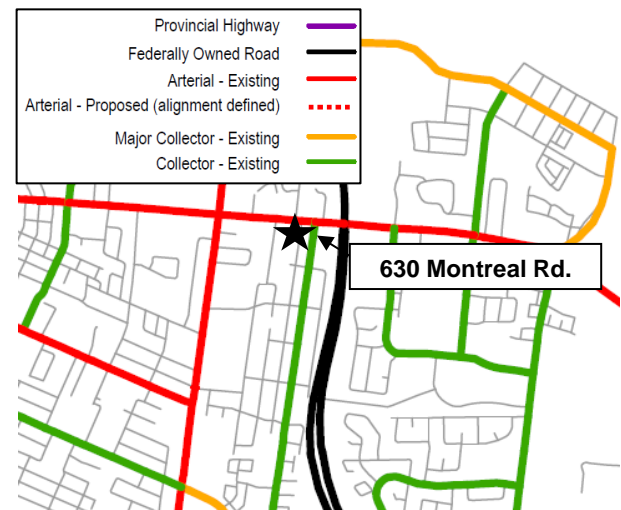 Provincial Highway
Federally Owned Road
Arterial - Existing
Arterial - Proposed (alignment defined)
Major Collector - Existing
Collector - Existing
630 Montreal Rd.